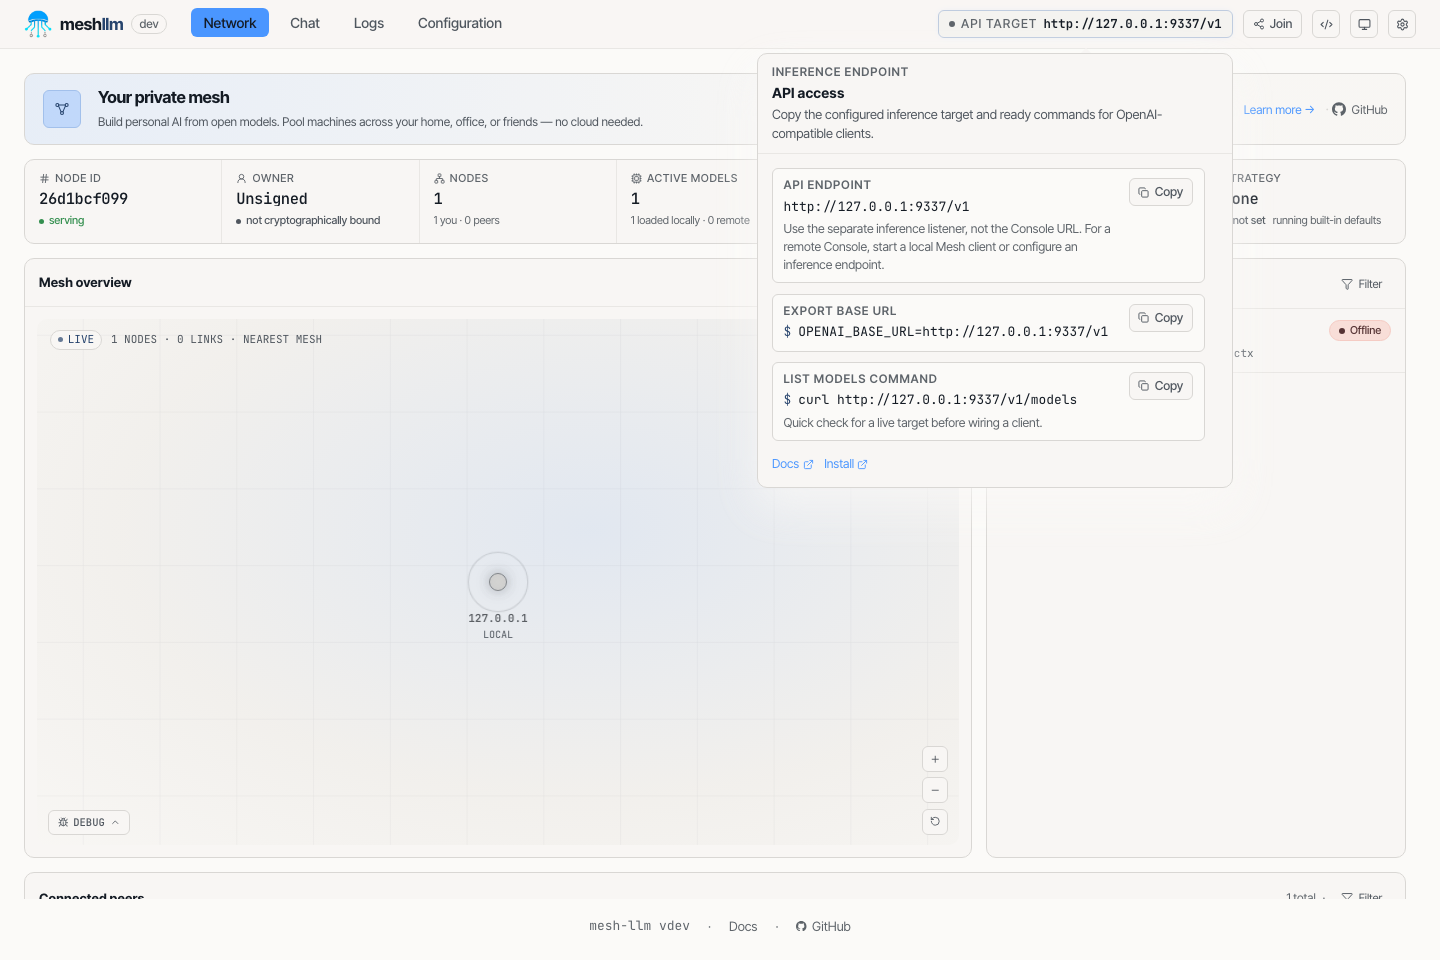 meshllm dev
Network Chat Logs Configuration
API TARGET http://127.0.0.1:9337/v1
Join
Your private mesh
Build personal AI from open models. Pool machines across your home, office, or friends — no cloud needed.
Learn more → · GitHub
INFERENCE ENDPOINT
API access
Copy the configured inference target and ready commands for OpenAI-
compatible clients.
API ENDPOINT
http://127.0.0.1:9337/v1
Copy
Use the separate inference listener, not the Console URL. For a
remote Console, start a local Mesh client or configure an
inference endpoint.
EXPORT BASE URL
$ OPENAI_BASE_URL=http://127.0.0.1:9337/v1
Copy
LIST MODELS COMMAND
$ curl http://127.0.0.1:9337/v1/models
Copy
Quick check for a live target before wiring a client.
Docs Install
NODE ID
26d1bcf099
serving
OWNER
Unsigned
not cryptographically bound
NODES
1
1 you · 0 peers
ACTIVE MODELS
1
1 loaded locally · 0 remote
TRATEGY
one
not set running built-in defaults
Mesh overview
LIVE 1 NODES · 0 LINKS · NEAREST MESH
127.0.0.1
LOCAL
+
−
DEBUG
Filter
Offline
ctx
Connected peers
1 total · Filter
mesh-llm vdev · Docs · GitHub